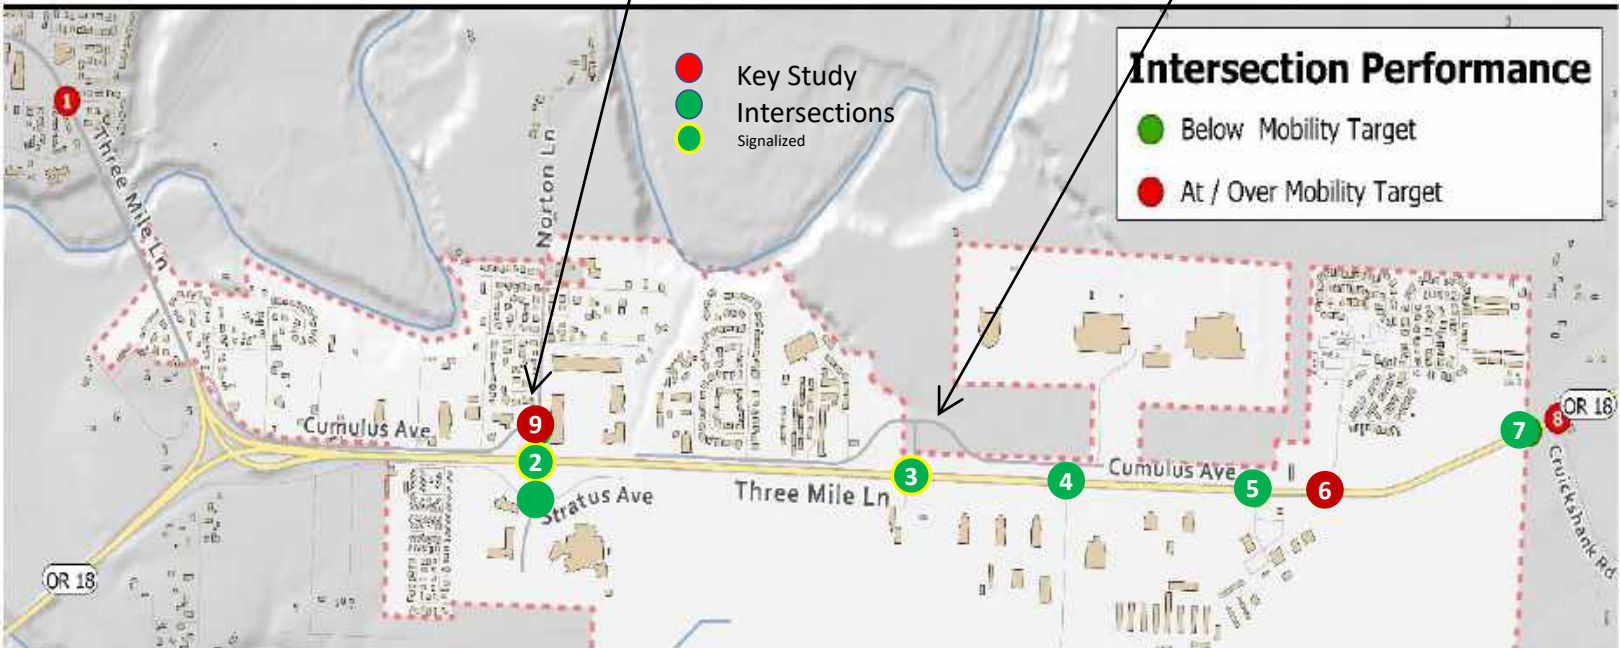 Key Study
Intersections
Signalized
Intersection Performance
Below Mobility Target
At / Over Mobility Target
1
Three Mile Ln
Norton Ln
Cumulus Ave
9
2
Stratus Ave
Three Mile Ln
3
4
Cumulus Ave
5
6
7
8
OR 18
Cruickshank Rd
OR 18